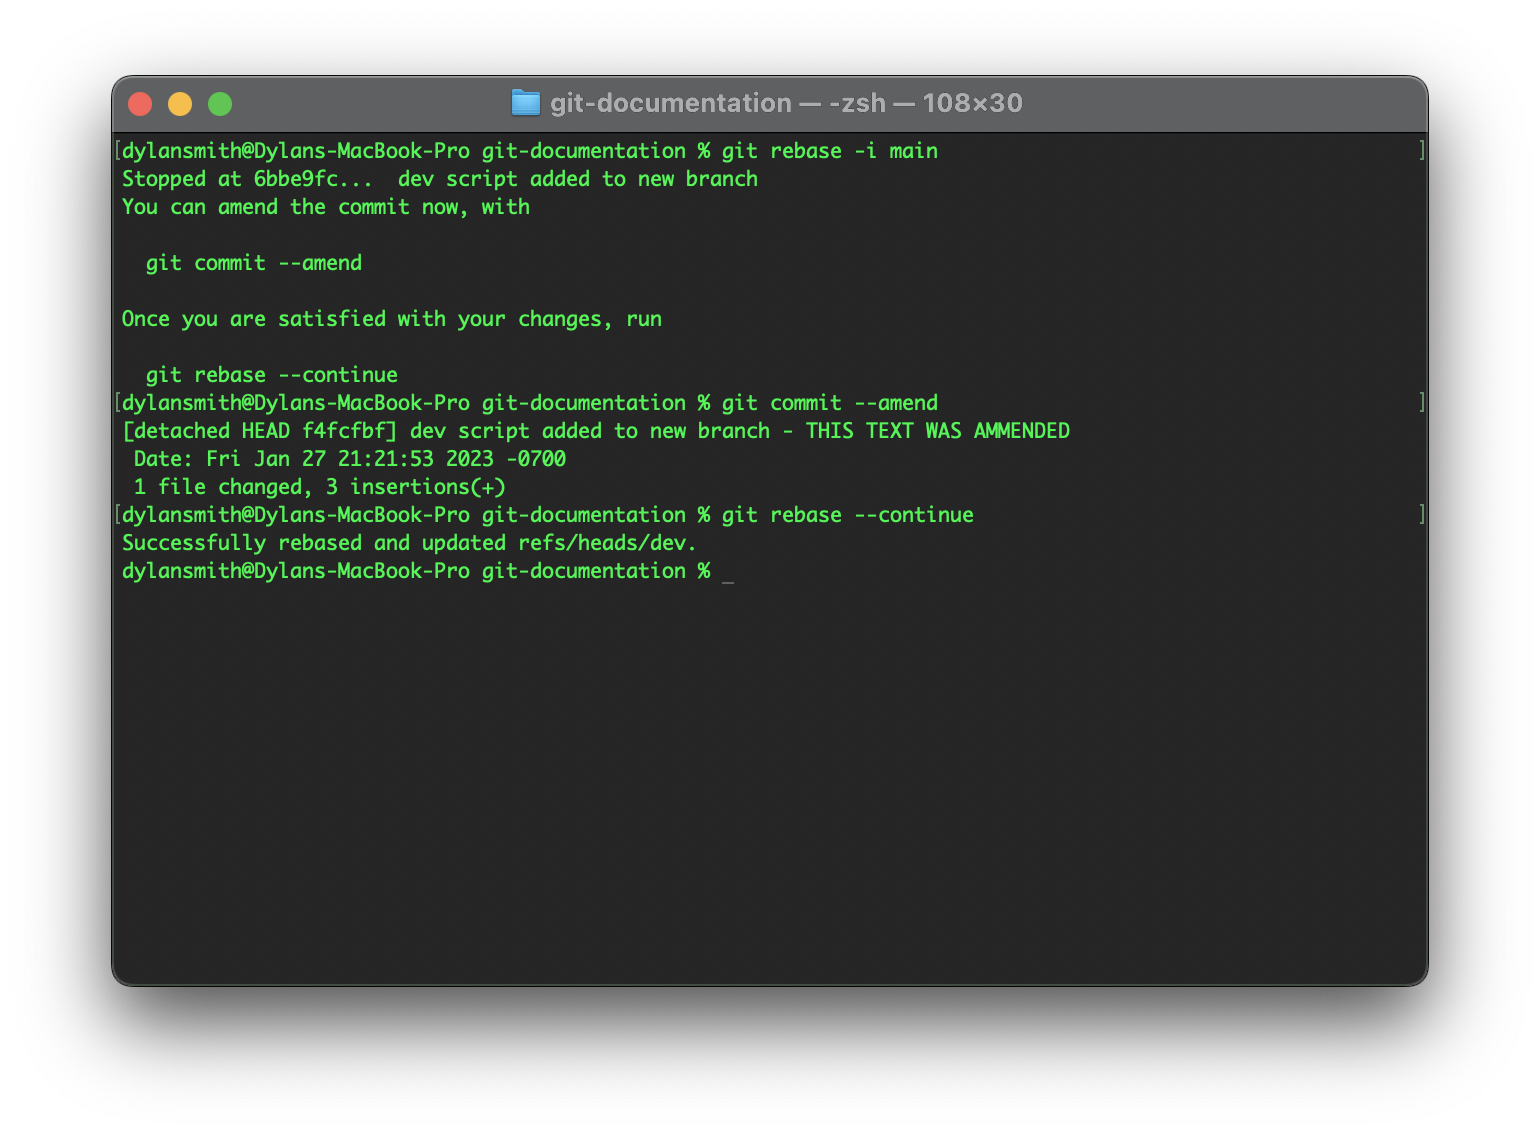 git-documentation — -zsh — 108×30
[dylansmith@Dylans-MacBook-Pro git-documentation % git rebase -i main ]
Stopped at 6bbe9fc...  dev script added to new branch
You can amend the commit now, with
  git commit --amend
Once you are satisfied with your changes, run
  git rebase --continue
[dylansmith@Dylans-MacBook-Pro git-documentation % git commit --amend ]
[detached HEAD f4fcfbf] dev script added to new branch - THIS TEXT WAS AMMENDED
 Date: Fri Jan 27 21:21:53 2023 -0700
 1 file changed, 3 insertions(+)
[dylansmith@Dylans-MacBook-Pro git-documentation % git rebase --continue ]
Successfully rebased and updated refs/heads/dev.
dylansmith@Dylans-MacBook-Pro git-documentation % _